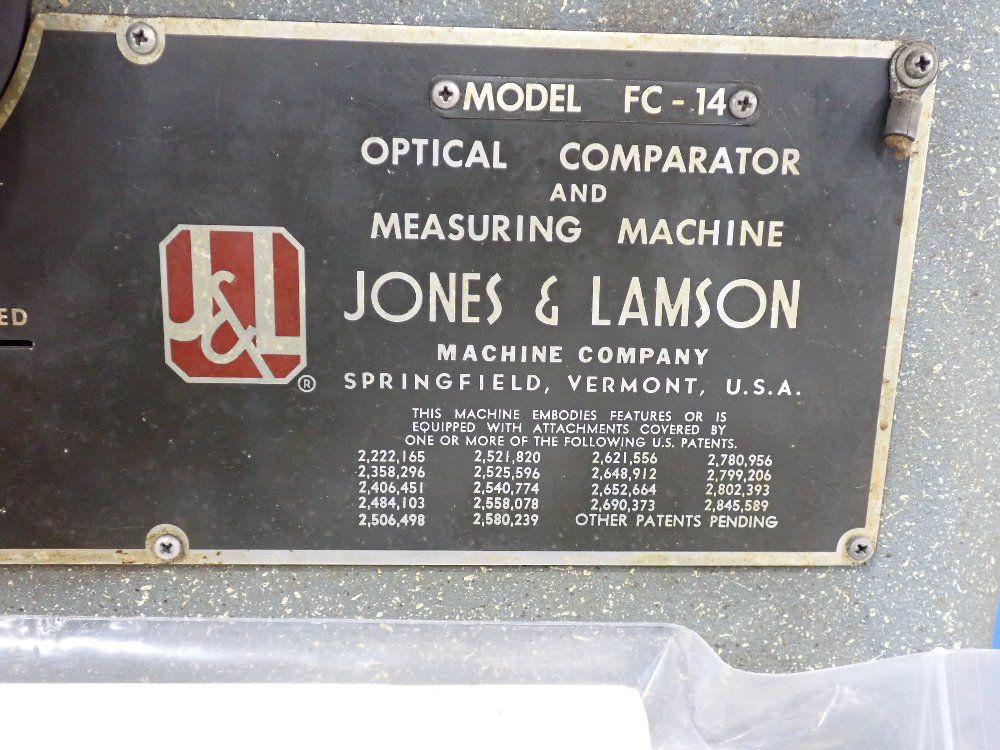 MODEL FC - 14
OPTICAL COMPARATOR
AND
MEASURING MACHINE
J&L
®
ED
JONES & LAMSON
MACHINE COMPANY
SPRINGFIELD, VERMONT, U.S.A.
THIS MACHINE EMBODIES FEATURES OR IS
EQUIPPED WITH ATTACHMENTS COVERED BY
ONE OR MORE OF THE FOLLOWING U.S. PATENTS.
2,222,165 2,521,820 2,621,556 2,780,956
2,358,296 2,525,596 2,648,912 2,799,206
2,406,451 2,540,774 2,652,664 2,802,393
2,484,103 2,558,078 2,690,373 2,845,589
2,506,498 2,580,239 OTHER PATENTS PENDING